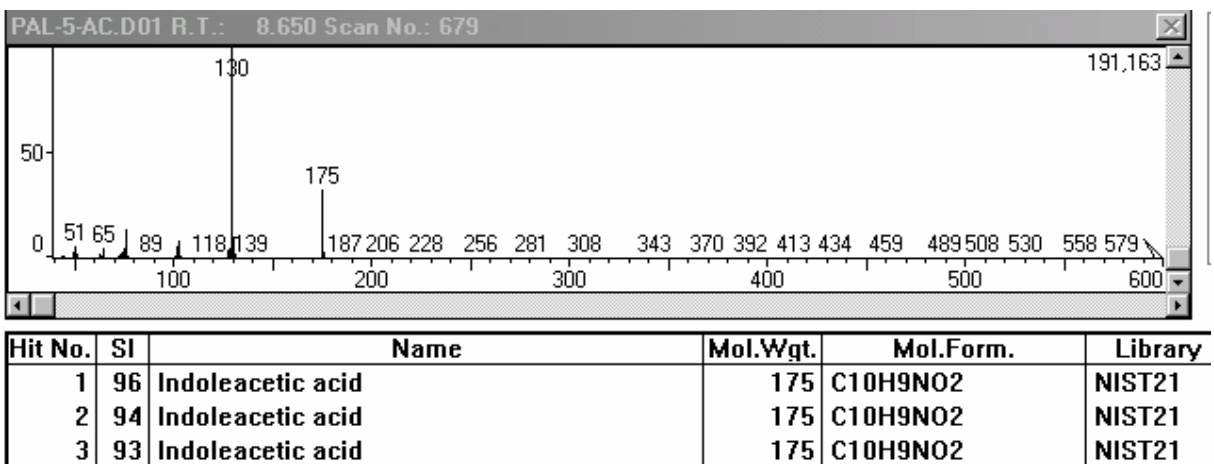 PAL-5-AC.D01 R.T.: 8.650 Scan No.: 679
130 191,163
50
175
0 51 65 89 118 139 187 206 228 256 281 308 343 370 392 413 434 459 489 508 530 558 579
100 200 300 400 500 600
Hit No. SI Name Mol.Wgt. Mol.Form. Library
1 96 Indoleacetic acid 175 C10H9NO2 NIST21
2 94 Indoleacetic acid 175 C10H9NO2 NIST21
3 93 Indoleacetic acid 175 C10H9NO2 NIST21